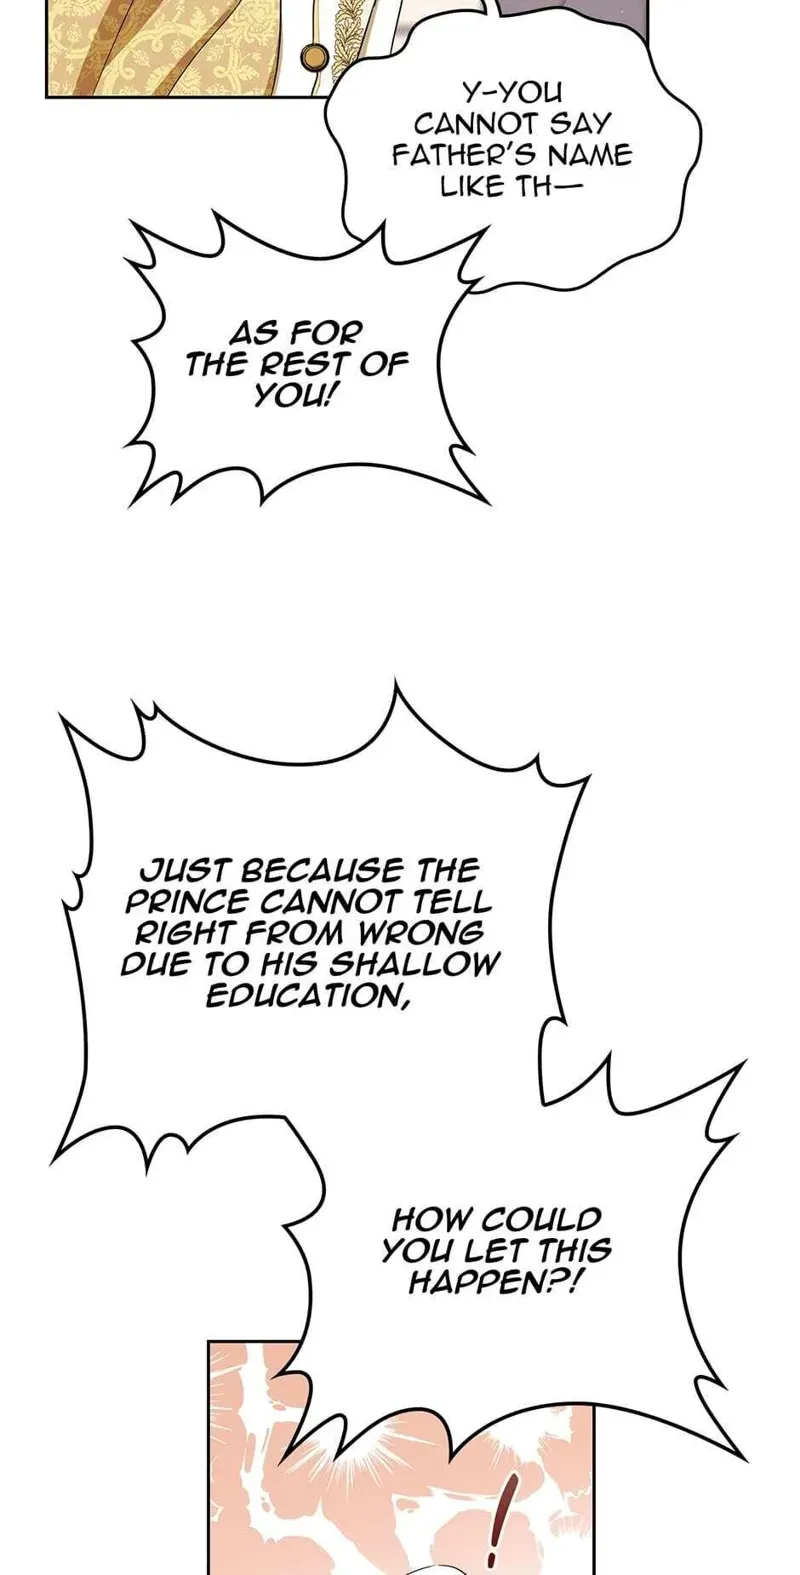 Y-YOU
CANNOT SAY
FATHER'S NAME
LIKE TH—
AS FOR
THE REST OF
YOU!
JUST BECAUSE THE
PRINCE CANNOT TELL
RIGHT FROM WRONG
DUE TO HIS SHALLOW
EDUCATION,
HOW COULD
YOU LET THIS
HAPPEN?!
!